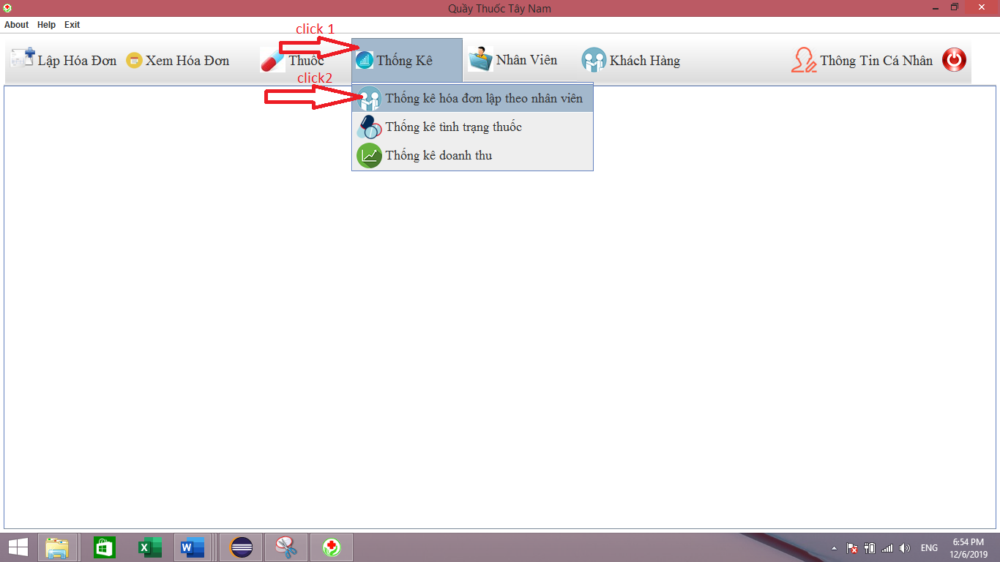 Quầy Thuốc Tây Nam
About Help Exit
click 1
Lập Hóa Đơn Xem Hóa Đơn Thuốc Thống Kê Nhân Viên Khách Hàng Thông Tin Cá Nhân
click2
Thống kê hóa đơn lập theo nhân viên
Thống kê tình trạng thuốc
Thống kê doanh thu
ENG
6:54 PM
12/6/2019